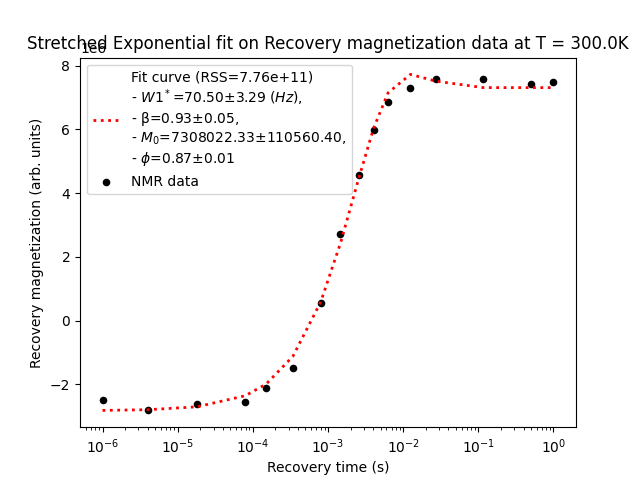 Stretched Exponential fit on Recovery magnetization data at T = 300.0K
1e6
Fit curve (RSS=7.76e+11)
- W1*=70.50±3.29 (Hz),
- β=0.93±0.05,
- M₀=7308022.33±110560.40,
- ϕ=0.87±0.01
NMR data
8
6
4
2
0
−2
Recovery magnetization (arb. units)
10⁻⁶ 10⁻⁵ 10⁻⁴ 10⁻³ 10⁻² 10⁻¹ 10⁰
Recovery time (s)